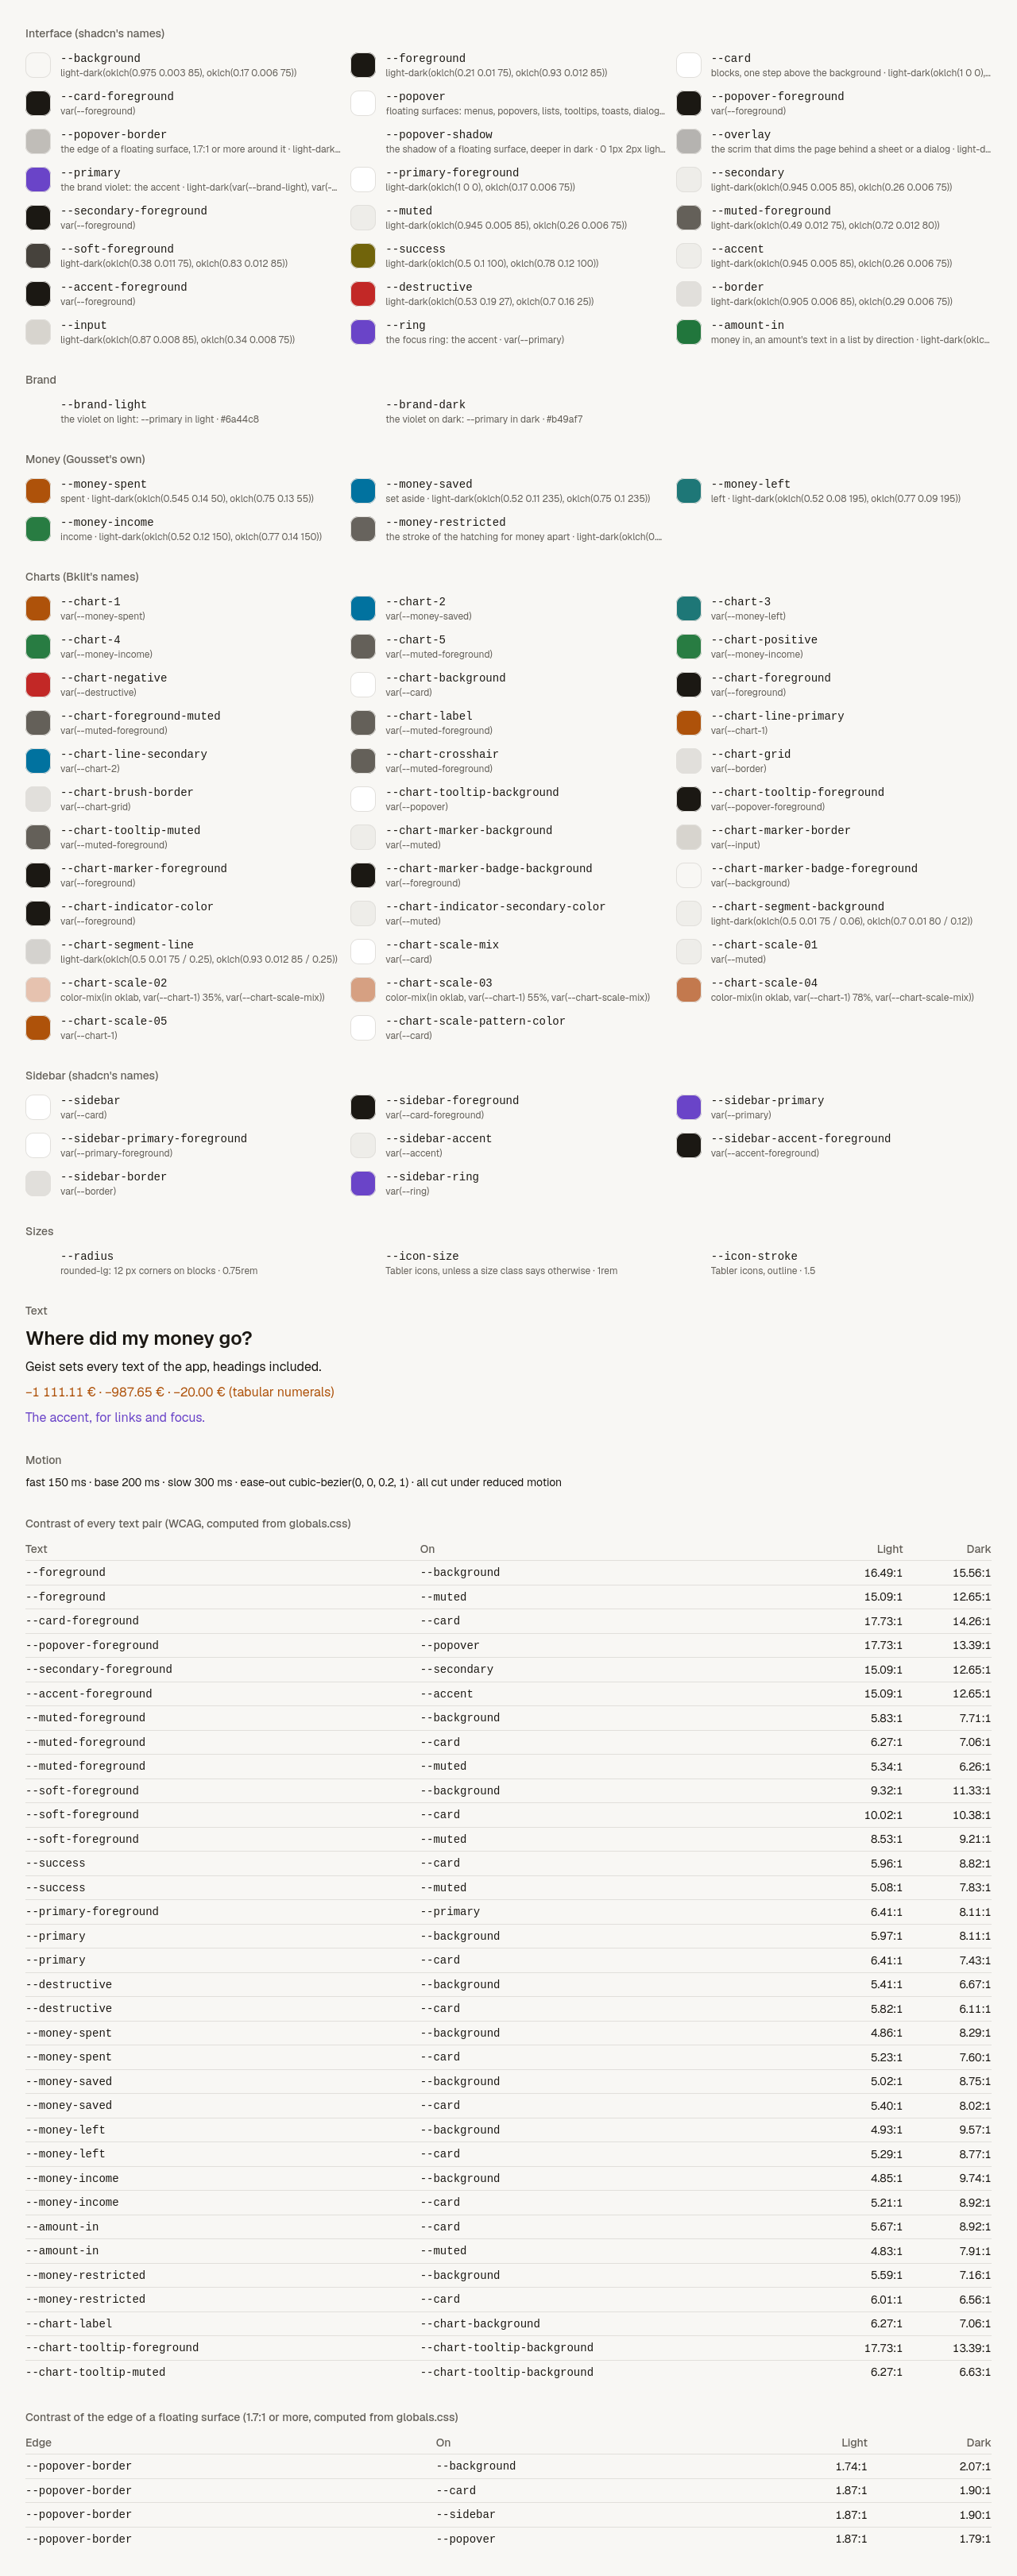 Interface (shadcn's names)
--background
light-dark(oklch(0.975 0.003 85), oklch(0.17 0.006 75))
--foreground
light-dark(oklch(0.21 0.01 75), oklch(0.93 0.012 85))
--card
blocks, one step above the background · light-dark(oklch(1 0 0),…
--card-foreground
var(--foreground)
--popover
floating surfaces: menus, popovers, lists, tooltips, toasts, dialog…
--popover-foreground
var(--foreground)
--popover-border
the edge of a floating surface, 1.7:1 or more around it · light-dark…
--popover-shadow
the shadow of a floating surface, deeper in dark · 0 1px 2px ligh…
--overlay
the scrim that dims the page behind a sheet or a dialog · light-d…
--primary
the brand violet: the accent · light-dark(var(--brand-light), var(-…
--primary-foreground
light-dark(oklch(1 0 0), oklch(0.17 0.006 75))
--secondary
light-dark(oklch(0.945 0.005 85), oklch(0.26 0.006 75))
--secondary-foreground
var(--foreground)
--muted
light-dark(oklch(0.945 0.005 85), oklch(0.26 0.006 75))
--muted-foreground
light-dark(oklch(0.49 0.012 75), oklch(0.72 0.012 80))
--soft-foreground
light-dark(oklch(0.38 0.011 75), oklch(0.83 0.012 85))
--success
light-dark(oklch(0.5 0.1 100), oklch(0.78 0.12 100))
--accent
light-dark(oklch(0.945 0.005 85), oklch(0.26 0.006 75))
--accent-foreground
var(--foreground)
--destructive
light-dark(oklch(0.53 0.19 27), oklch(0.7 0.16 25))
--border
light-dark(oklch(0.905 0.006 85), oklch(0.29 0.006 75))
--input
light-dark(oklch(0.87 0.008 85), oklch(0.34 0.008 75))
--ring
the focus ring: the accent · var(--primary)
--amount-in
money in, an amount's text in a list by direction · light-dark(oklc…
Brand
--brand-light
the violet on light: --primary in light · #6a44c8
--brand-dark
the violet on dark: --primary in dark · #b49af7
Money (Gousset's own)
--money-spent
spent · light-dark(oklch(0.545 0.14 50), oklch(0.75 0.13 55))
--money-saved
set aside · light-dark(oklch(0.52 0.11 235), oklch(0.75 0.1 235))
--money-left
left · light-dark(oklch(0.52 0.08 195), oklch(0.77 0.09 195))
--money-income
income · light-dark(oklch(0.52 0.12 150), oklch(0.77 0.14 150))
--money-restricted
the stroke of the hatching for money apart · light-dark(oklch(0.…
Charts (Bklit's names)
--chart-1
var(--money-spent)
--chart-2
var(--money-saved)
--chart-3
var(--money-left)
--chart-4
var(--money-income)
--chart-5
var(--muted-foreground)
--chart-positive
var(--money-income)
--chart-negative
var(--destructive)
--chart-background
var(--card)
--chart-foreground
var(--foreground)
--chart-foreground-muted
var(--muted-foreground)
--chart-label
var(--muted-foreground)
--chart-line-primary
var(--chart-1)
--chart-line-secondary
var(--chart-2)
--chart-crosshair
var(--muted-foreground)
--chart-grid
var(--border)
--chart-brush-border
var(--chart-grid)
--chart-tooltip-background
var(--popover)
--chart-tooltip-foreground
var(--popover-foreground)
--chart-tooltip-muted
var(--muted-foreground)
--chart-marker-background
var(--muted)
--chart-marker-border
var(--input)
--chart-marker-foreground
var(--foreground)
--chart-marker-badge-background
var(--foreground)
--chart-marker-badge-foreground
var(--background)
--chart-indicator-color
var(--foreground)
--chart-indicator-secondary-color
var(--muted)
--chart-segment-background
light-dark(oklch(0.5 0.01 75 / 0.06), oklch(0.7 0.01 80 / 0.12))
--chart-segment-line
light-dark(oklch(0.5 0.01 75 / 0.25), oklch(0.93 0.012 85 / 0.25))
--chart-scale-mix
var(--card)
--chart-scale-01
var(--muted)
--chart-scale-02
color-mix(in oklab, var(--chart-1) 35%, var(--chart-scale-mix))
--chart-scale-03
color-mix(in oklab, var(--chart-1) 55%, var(--chart-scale-mix))
--chart-scale-04
color-mix(in oklab, var(--chart-1) 78%, var(--chart-scale-mix))
--chart-scale-05
var(--chart-1)
--chart-scale-pattern-color
var(--card)
Sidebar (shadcn's names)
--sidebar
var(--card)
--sidebar-foreground
var(--card-foreground)
--sidebar-primary
var(--primary)
--sidebar-primary-foreground
var(--primary-foreground)
--sidebar-accent
var(--accent)
--sidebar-accent-foreground
var(--accent-foreground)
--sidebar-border
var(--border)
--sidebar-ring
var(--ring)
Sizes
--radius
rounded-lg: 12 px corners on blocks · 0.75rem
--icon-size
Tabler icons, unless a size class says otherwise · 1rem
--icon-stroke
Tabler icons, outline · 1.5
Text
Where did my money go?
Geist sets every text of the app, headings included.
−1 111.11 € · −987.65 € · −20.00 € (tabular numerals)
The accent, for links and focus.
Motion
fast 150 ms · base 200 ms · slow 300 ms · ease-out cubic-bezier(0, 0, 0.2, 1) · all cut under reduced motion
Contrast of every text pair (WCAG, computed from globals.css)
Text On Light Dark
--foreground --background 16.49:1 15.56:1
--foreground --muted 15.09:1 12.65:1
--card-foreground --card 17.73:1 14.26:1
--popover-foreground --popover 17.73:1 13.39:1
--secondary-foreground --secondary 15.09:1 12.65:1
--accent-foreground --accent 15.09:1 12.65:1
--muted-foreground --background 5.83:1 7.71:1
--muted-foreground --card 6.27:1 7.06:1
--muted-foreground --muted 5.34:1 6.26:1
--soft-foreground --background 9.32:1 11.33:1
--soft-foreground --card 10.02:1 10.38:1
--soft-foreground --muted 8.53:1 9.21:1
--success --card 5.96:1 8.82:1
--success --muted 5.08:1 7.83:1
--primary-foreground --primary 6.41:1 8.11:1
--primary --background 5.97:1 8.11:1
--primary --card 6.41:1 7.43:1
--destructive --background 5.41:1 6.67:1
--destructive --card 5.82:1 6.11:1
--money-spent --background 4.86:1 8.29:1
--money-spent --card 5.23:1 7.60:1
--money-saved --background 5.02:1 8.75:1
--money-saved --card 5.40:1 8.02:1
--money-left --background 4.93:1 9.57:1
--money-left --card 5.29:1 8.77:1
--money-income --background 4.85:1 9.74:1
--money-income --card 5.21:1 8.92:1
--amount-in --card 5.67:1 8.92:1
--amount-in --muted 4.83:1 7.91:1
--money-restricted --background 5.59:1 7.16:1
--money-restricted --card 6.01:1 6.56:1
--chart-label --chart-background 6.27:1 7.06:1
--chart-tooltip-foreground --chart-tooltip-background 17.73:1 13.39:1
--chart-tooltip-muted --chart-tooltip-background 6.27:1 6.63:1
Contrast of the edge of a floating surface (1.7:1 or more, computed from globals.css)
Edge On Light Dark
--popover-border --background 1.74:1 2.07:1
--popover-border --card 1.87:1 1.90:1
--popover-border --sidebar 1.87:1 1.90:1
--popover-border --popover 1.87:1 1.79:1